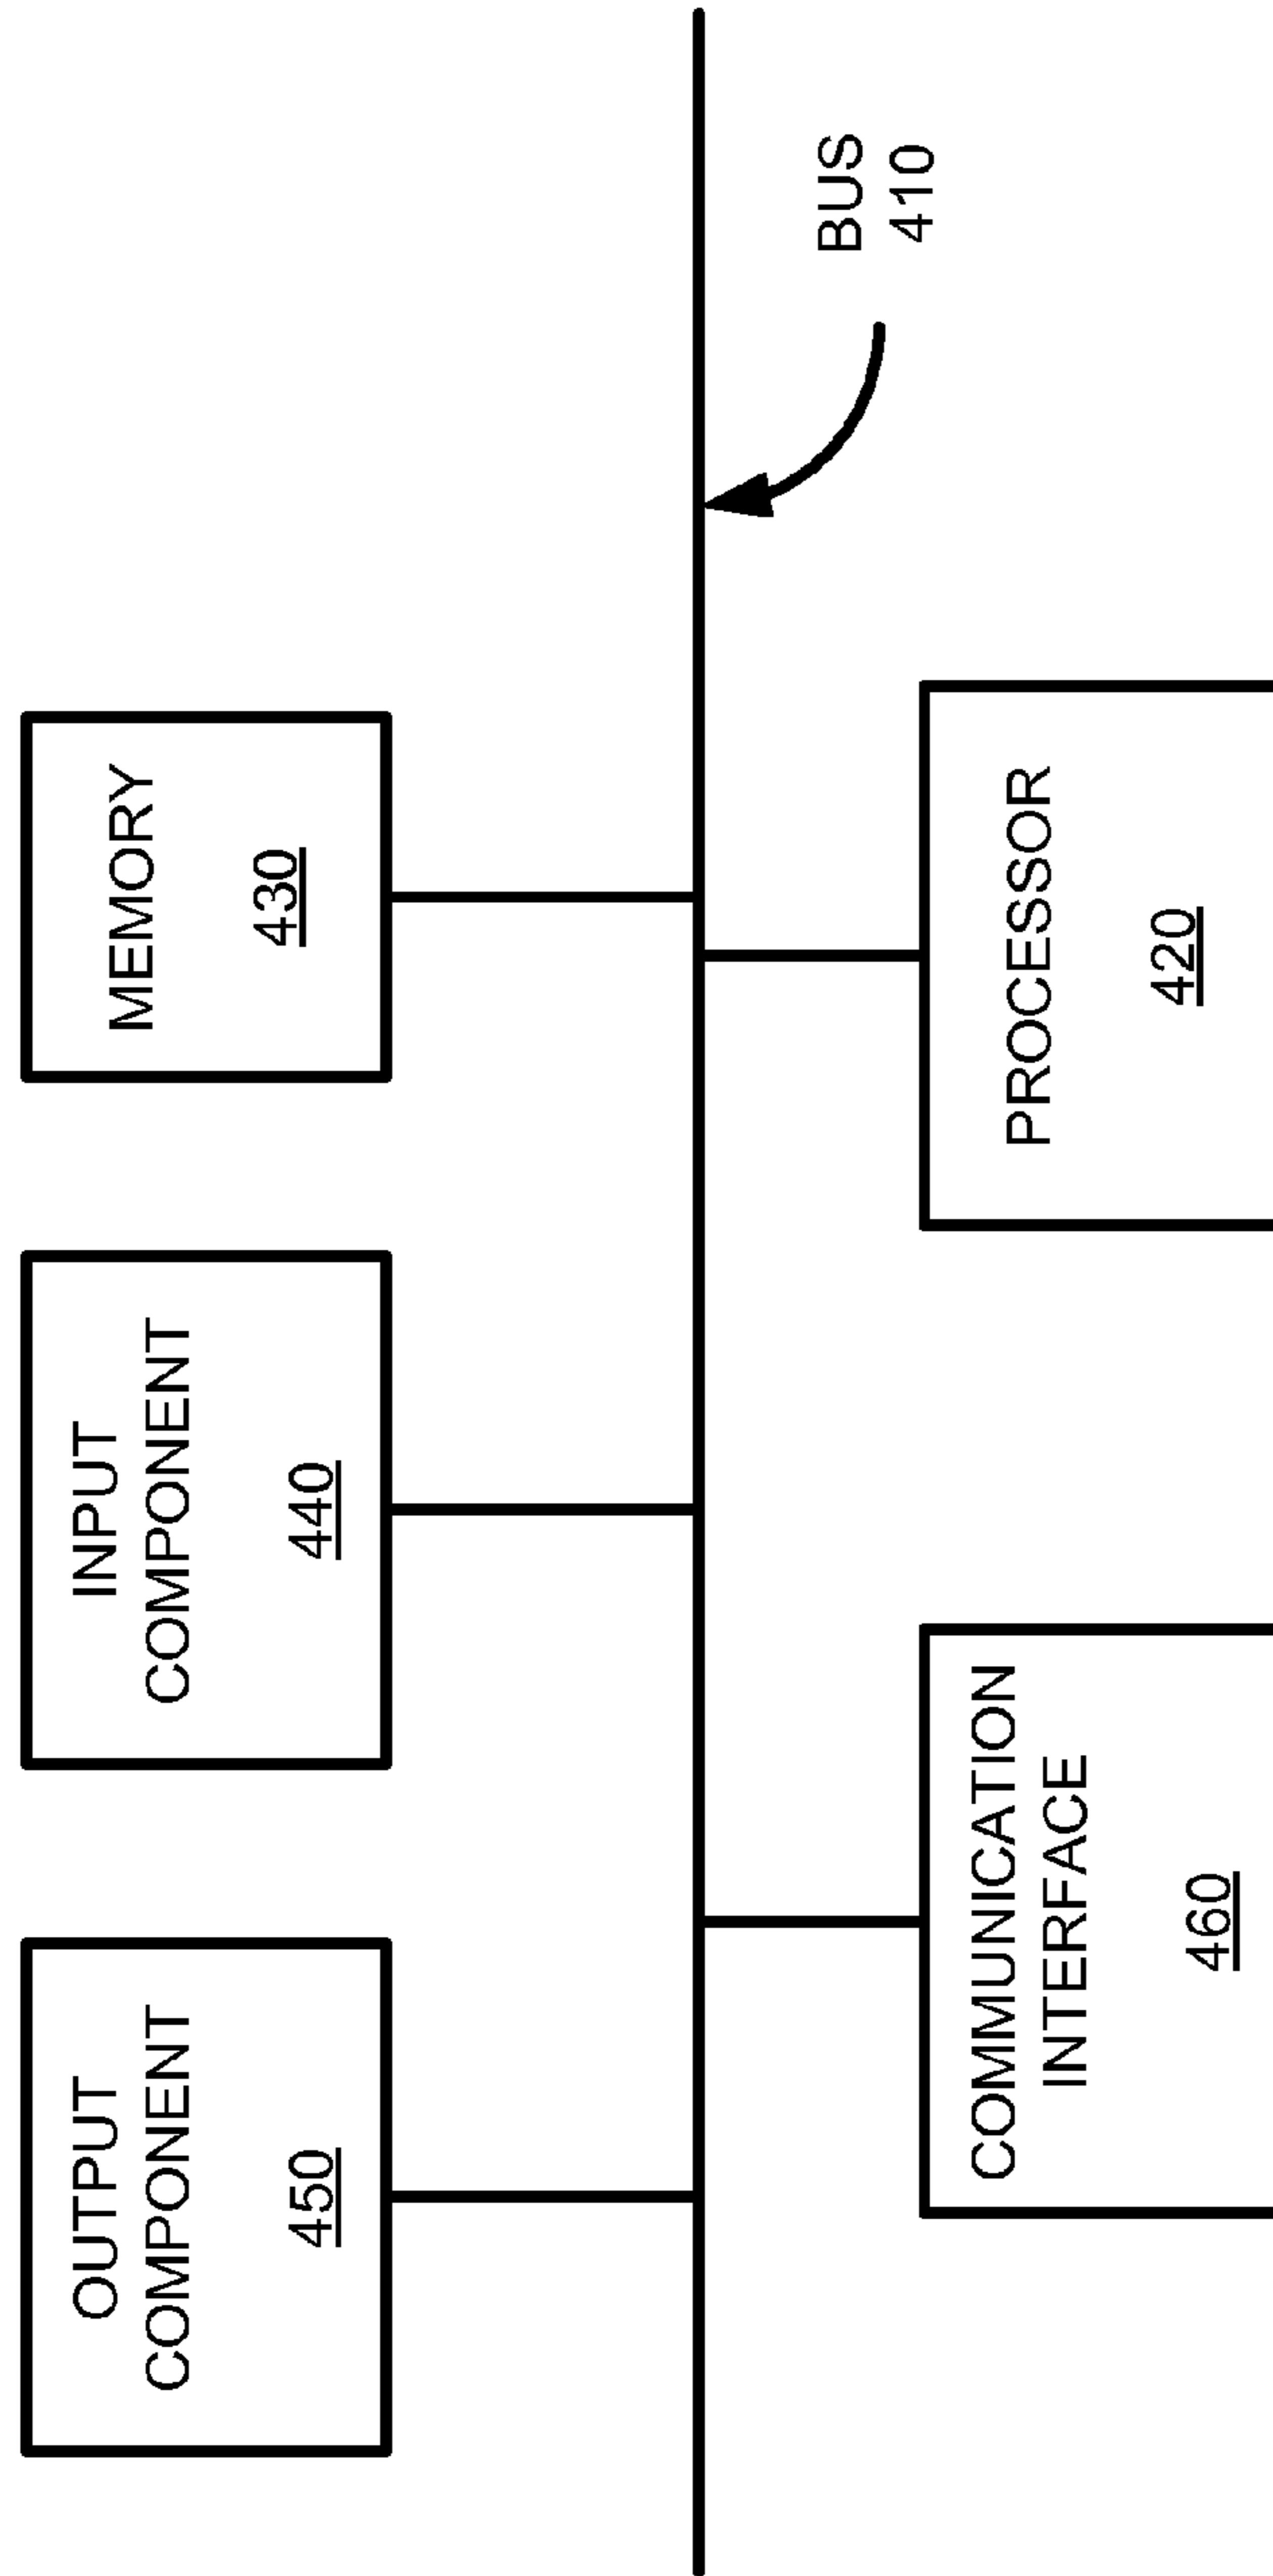 OUTPUT
COMPONENT
450
INPUT
COMPONENT
440
MEMORY
430
BUS
410
COMMUNICATION
INTERFACE
460
PROCESSOR
420